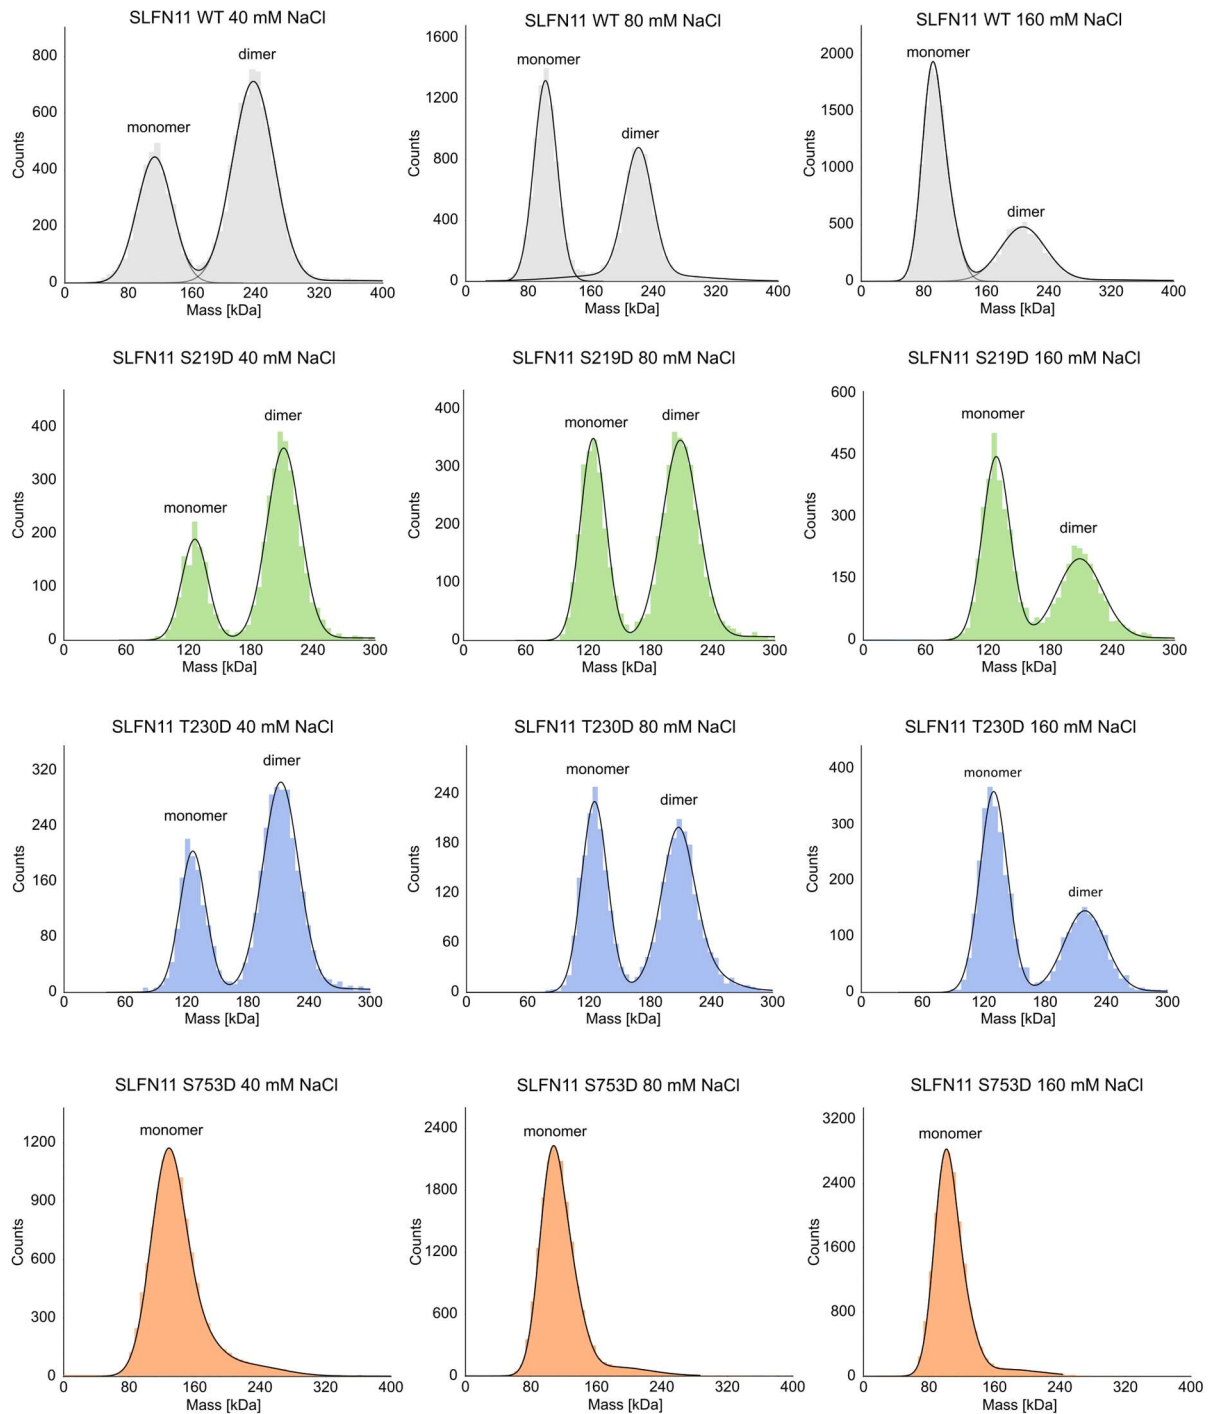 SLFN11 WT 40 mM NaCl
800
600
400
200
0
Counts
monomer
dimer
0 80 160 240 320 400
Mass [kDa]
SLFN11 WT 80 mM NaCl
1600
1200
800
400
0
Counts
monomer
dimer
0 80 160 240 320 400
Mass [kDa]
SLFN11 WT 160 mM NaCl
2000
1500
1000
500
0
Counts
monomer
dimer
0 80 160 240 320 400
Mass [kDa]
SLFN11 S219D 40 mM NaCl
400
300
200
100
0
Counts
monomer
dimer
0 60 120 180 240 300
Mass [kDa]
SLFN11 S219D 80 mM NaCl
400
300
200
100
0
Counts
monomer
dimer
0 60 120 180 240 300
Mass [kDa]
SLFN11 S219D 160 mM NaCl
600
450
300
150
0
Counts
monomer
dimer
0 60 120 180 240 300
Mass [kDa]
SLFN11 T230D 40 mM NaCl
320
240
160
80
0
Counts
monomer
dimer
0 60 120 180 240 300
Mass [kDa]
SLFN11 T230D 80 mM NaCl
240
180
120
60
0
Counts
monomer
dimer
0 60 120 180 240 300
Mass [kDa]
SLFN11 T230D 160 mM NaCl
400
300
200
100
0
Counts
monomer
dimer
0 60 120 180 240 300
Mass [kDa]
SLFN11 S753D 40 mM NaCl
1200
900
600
300
0
Counts
monomer
0 80 160 240 320 400
Mass [kDa]
SLFN11 S753D 80 mM NaCl
2400
1800
1200
600
0
Counts
monomer
0 80 160 240 320 400
Mass [kDa]
SLFN11 S753D 160 mM NaCl
3200
2400
1600
800
0
Counts
monomer
0 80 160 240 320 400
Mass [kDa]